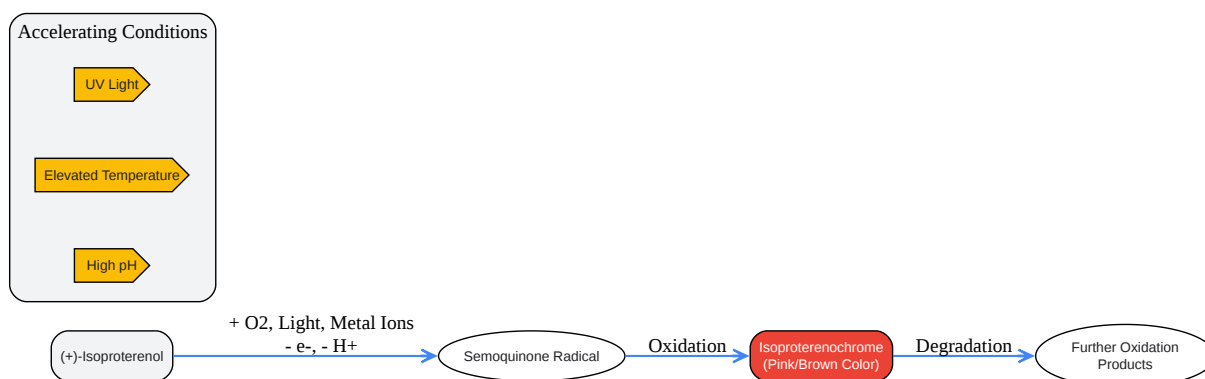 Accelerating Conditions
UV Light
Elevated Temperature
High pH
(+)-Isoproterenol
+ O2, Light, Metal Ions
- e-, - H+
Semoquinone Radical
Oxidation
Isoproterenochrome
(Pink/Brown Color)
Degradation
Further Oxidation
Products